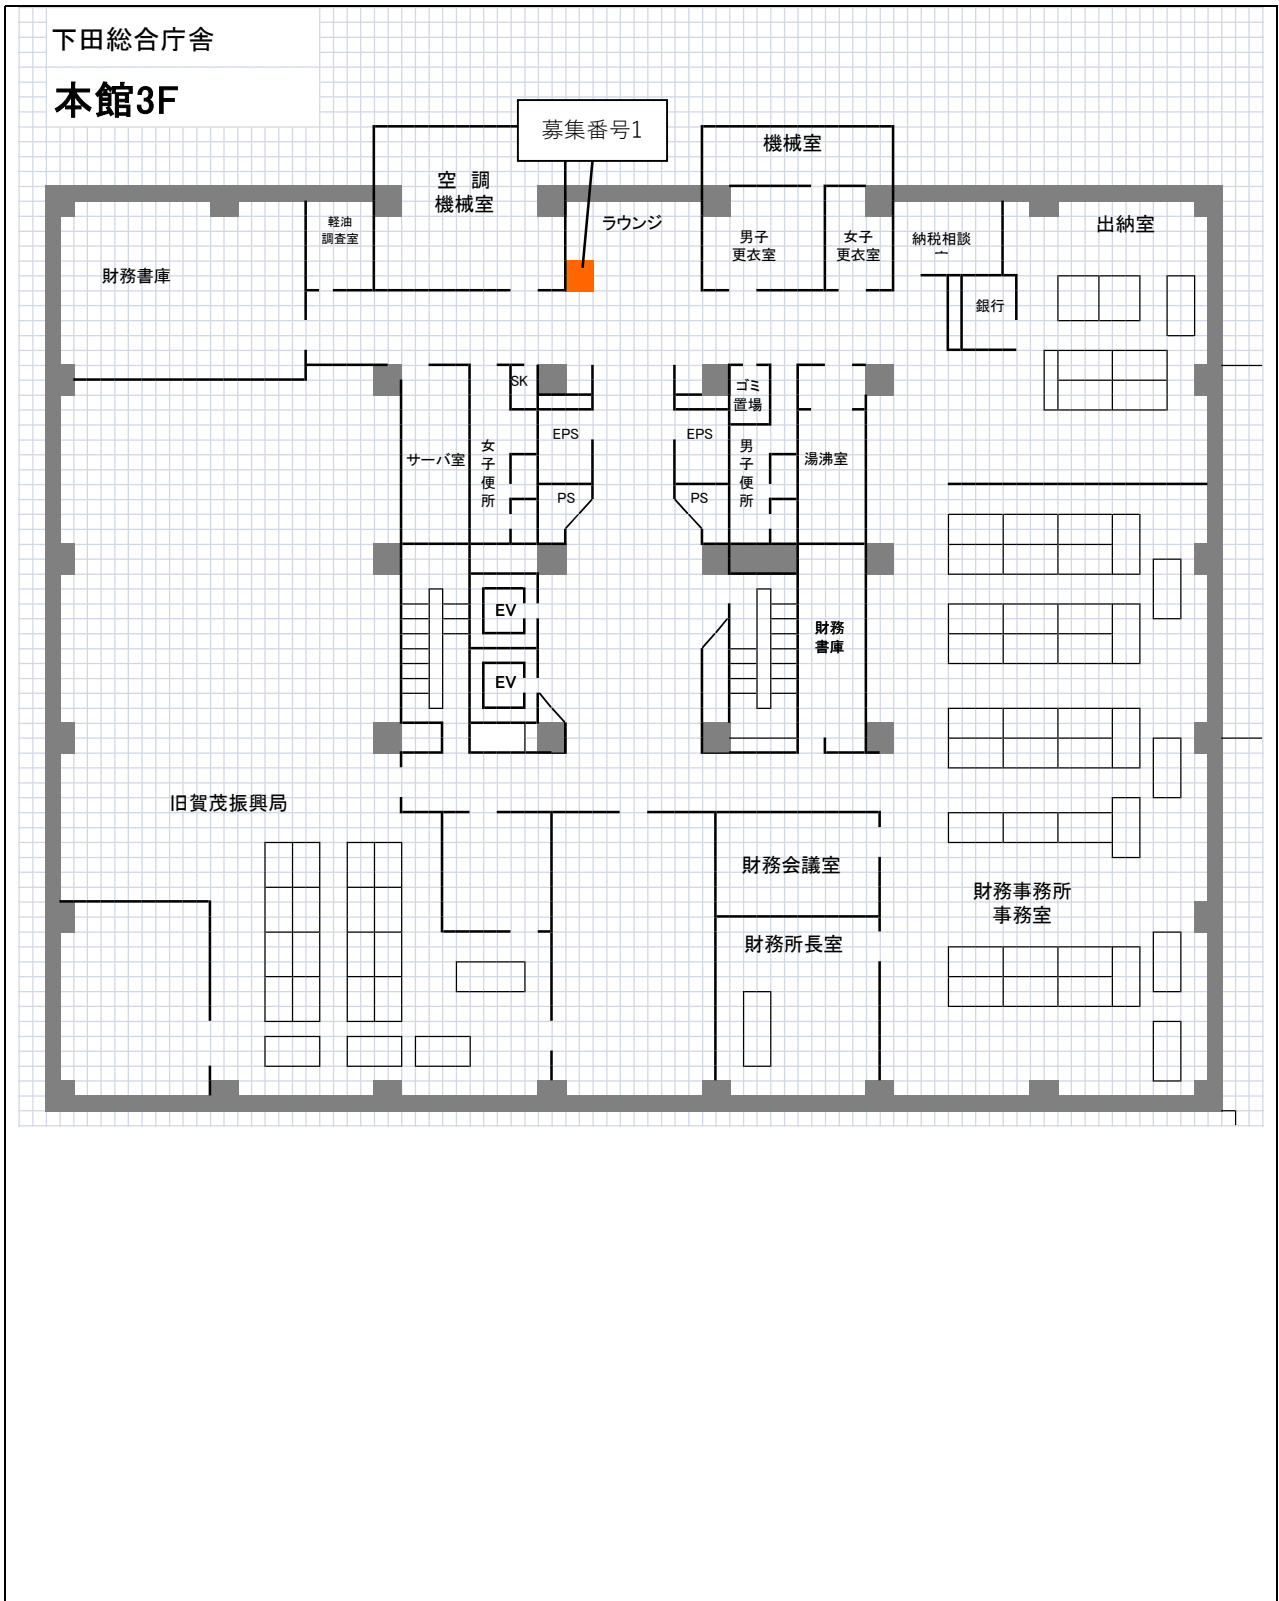 下田総合庁舎
本館3F
募集番号1
機械室
空 調
機械室
ラウンジ
軽油
調査室
男子
更衣室
女子
更衣室
納税相談
出納室
財務書庫
銀行
SK
ゴミ
置場
EPS
EPS
サーバ室
女子便所
男子便所
湯沸室
PS
PS
EV
財務
書庫
EV
旧賀茂振興局
財務会議室
財務事務所
事務室
財務所長室